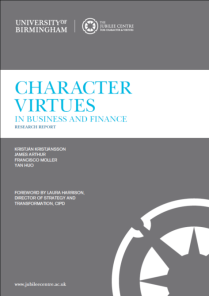 UNIVERSITY OF
BIRMINGHAM
THE
JUBILEE CENTRE
FOR CHARACTER & VIRTUES
CHARACTER
VIRTUES
IN BUSINESS AND FINANCE
RESEARCH REPORT
KRISTJÁN KRISTJÁNSSON
JAMES ARTHUR
FRANCISCO MOLLER
YAN HUO
FOREWORD BY LAURA HARRISON,
DIRECTOR OF STRATEGY AND
TRANSFORMATION, CIPD
www.jubileecentre.ac.uk